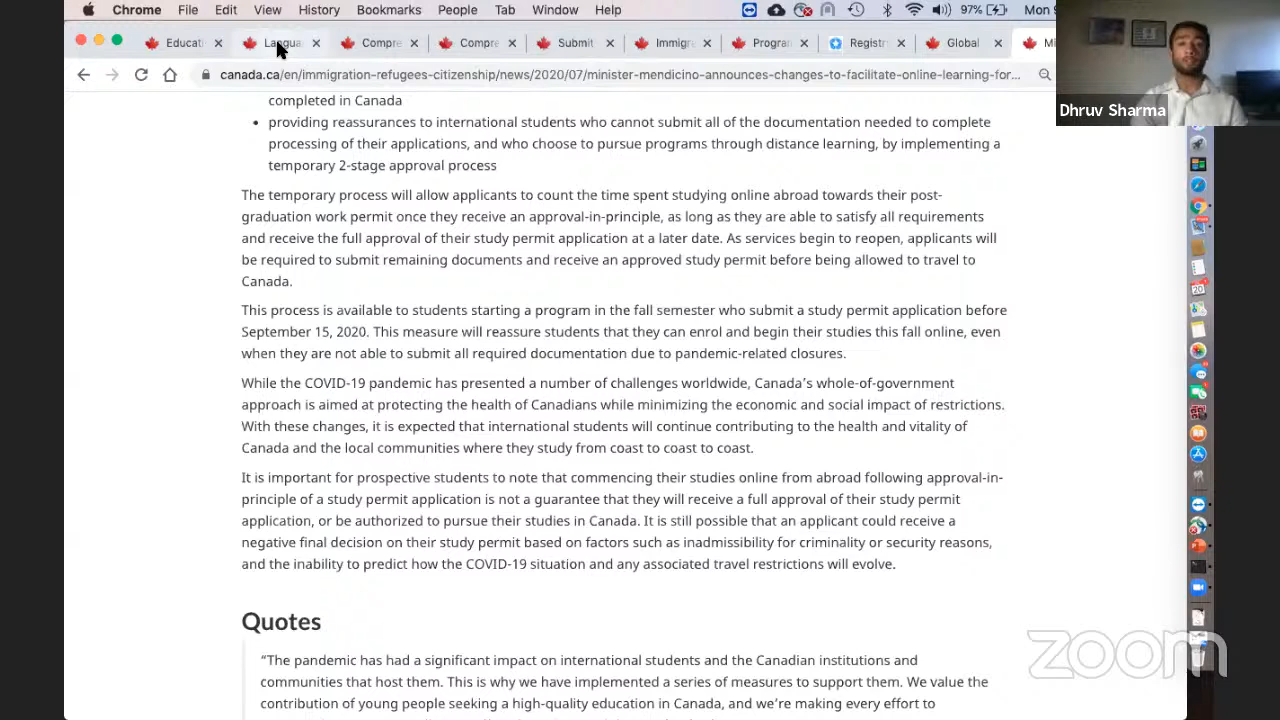 Chrome File Edit View History Bookmarks People Tab Window Help 97% Mon 9
Educati Langua Compre Compre Submit Immigr Progra Registr Global Mi
canada.ca/en/immigration-refugees-citizenship/news/2020/07/minister-mendicino-announces-changes-to-facilitate-online-learning-for...
Dhruv Sharma
completed in Canada
• providing reassurances to international students who cannot submit all of the documentation needed to complete
processing of their applications, and who choose to pursue programs through distance learning, by implementing a
temporary 2-stage approval process
The temporary process will allow applicants to count the time spent studying online abroad towards their post-
graduation work permit once they receive an approval-in-principle, as long as they are able to satisfy all requirements
and receive the full approval of their study permit application at a later date. As services begin to reopen, applicants will
be required to submit remaining documents and receive an approved study permit before being allowed to travel to
Canada.
This process is available to students starting a program in the fall semester who submit a study permit application before
September 15, 2020. This measure will reassure students that they can enrol and begin their studies this fall online, even
when they are not able to submit all required documentation due to pandemic-related closures.
While the COVID-19 pandemic has presented a number of challenges worldwide, Canada's whole-of-government
approach is aimed at protecting the health of Canadians while minimizing the economic and social impact of restrictions.
With these changes, it is expected that international students will continue contributing to the health and vitality of
Canada and the local communities where they study from coast to coast to coast.
It is important for prospective students to note that commencing their studies online from abroad following approval-in-
principle of a study permit application is not a guarantee that they will receive a full approval of their study permit
application, or be authorized to pursue their studies in Canada. It is still possible that an applicant could receive a
negative final decision on their study permit based on factors such as inadmissibility for criminality or security reasons,
and the inability to predict how the COVID-19 situation and any associated travel restrictions will evolve.
Quotes
“The pandemic has had a significant impact on international students and the Canadian institutions and
communities that host them. This is why we have implemented a series of measures to support them. We value the
contribution of young people seeking a high-quality education in Canada, and we're making every effort to
20
zoom